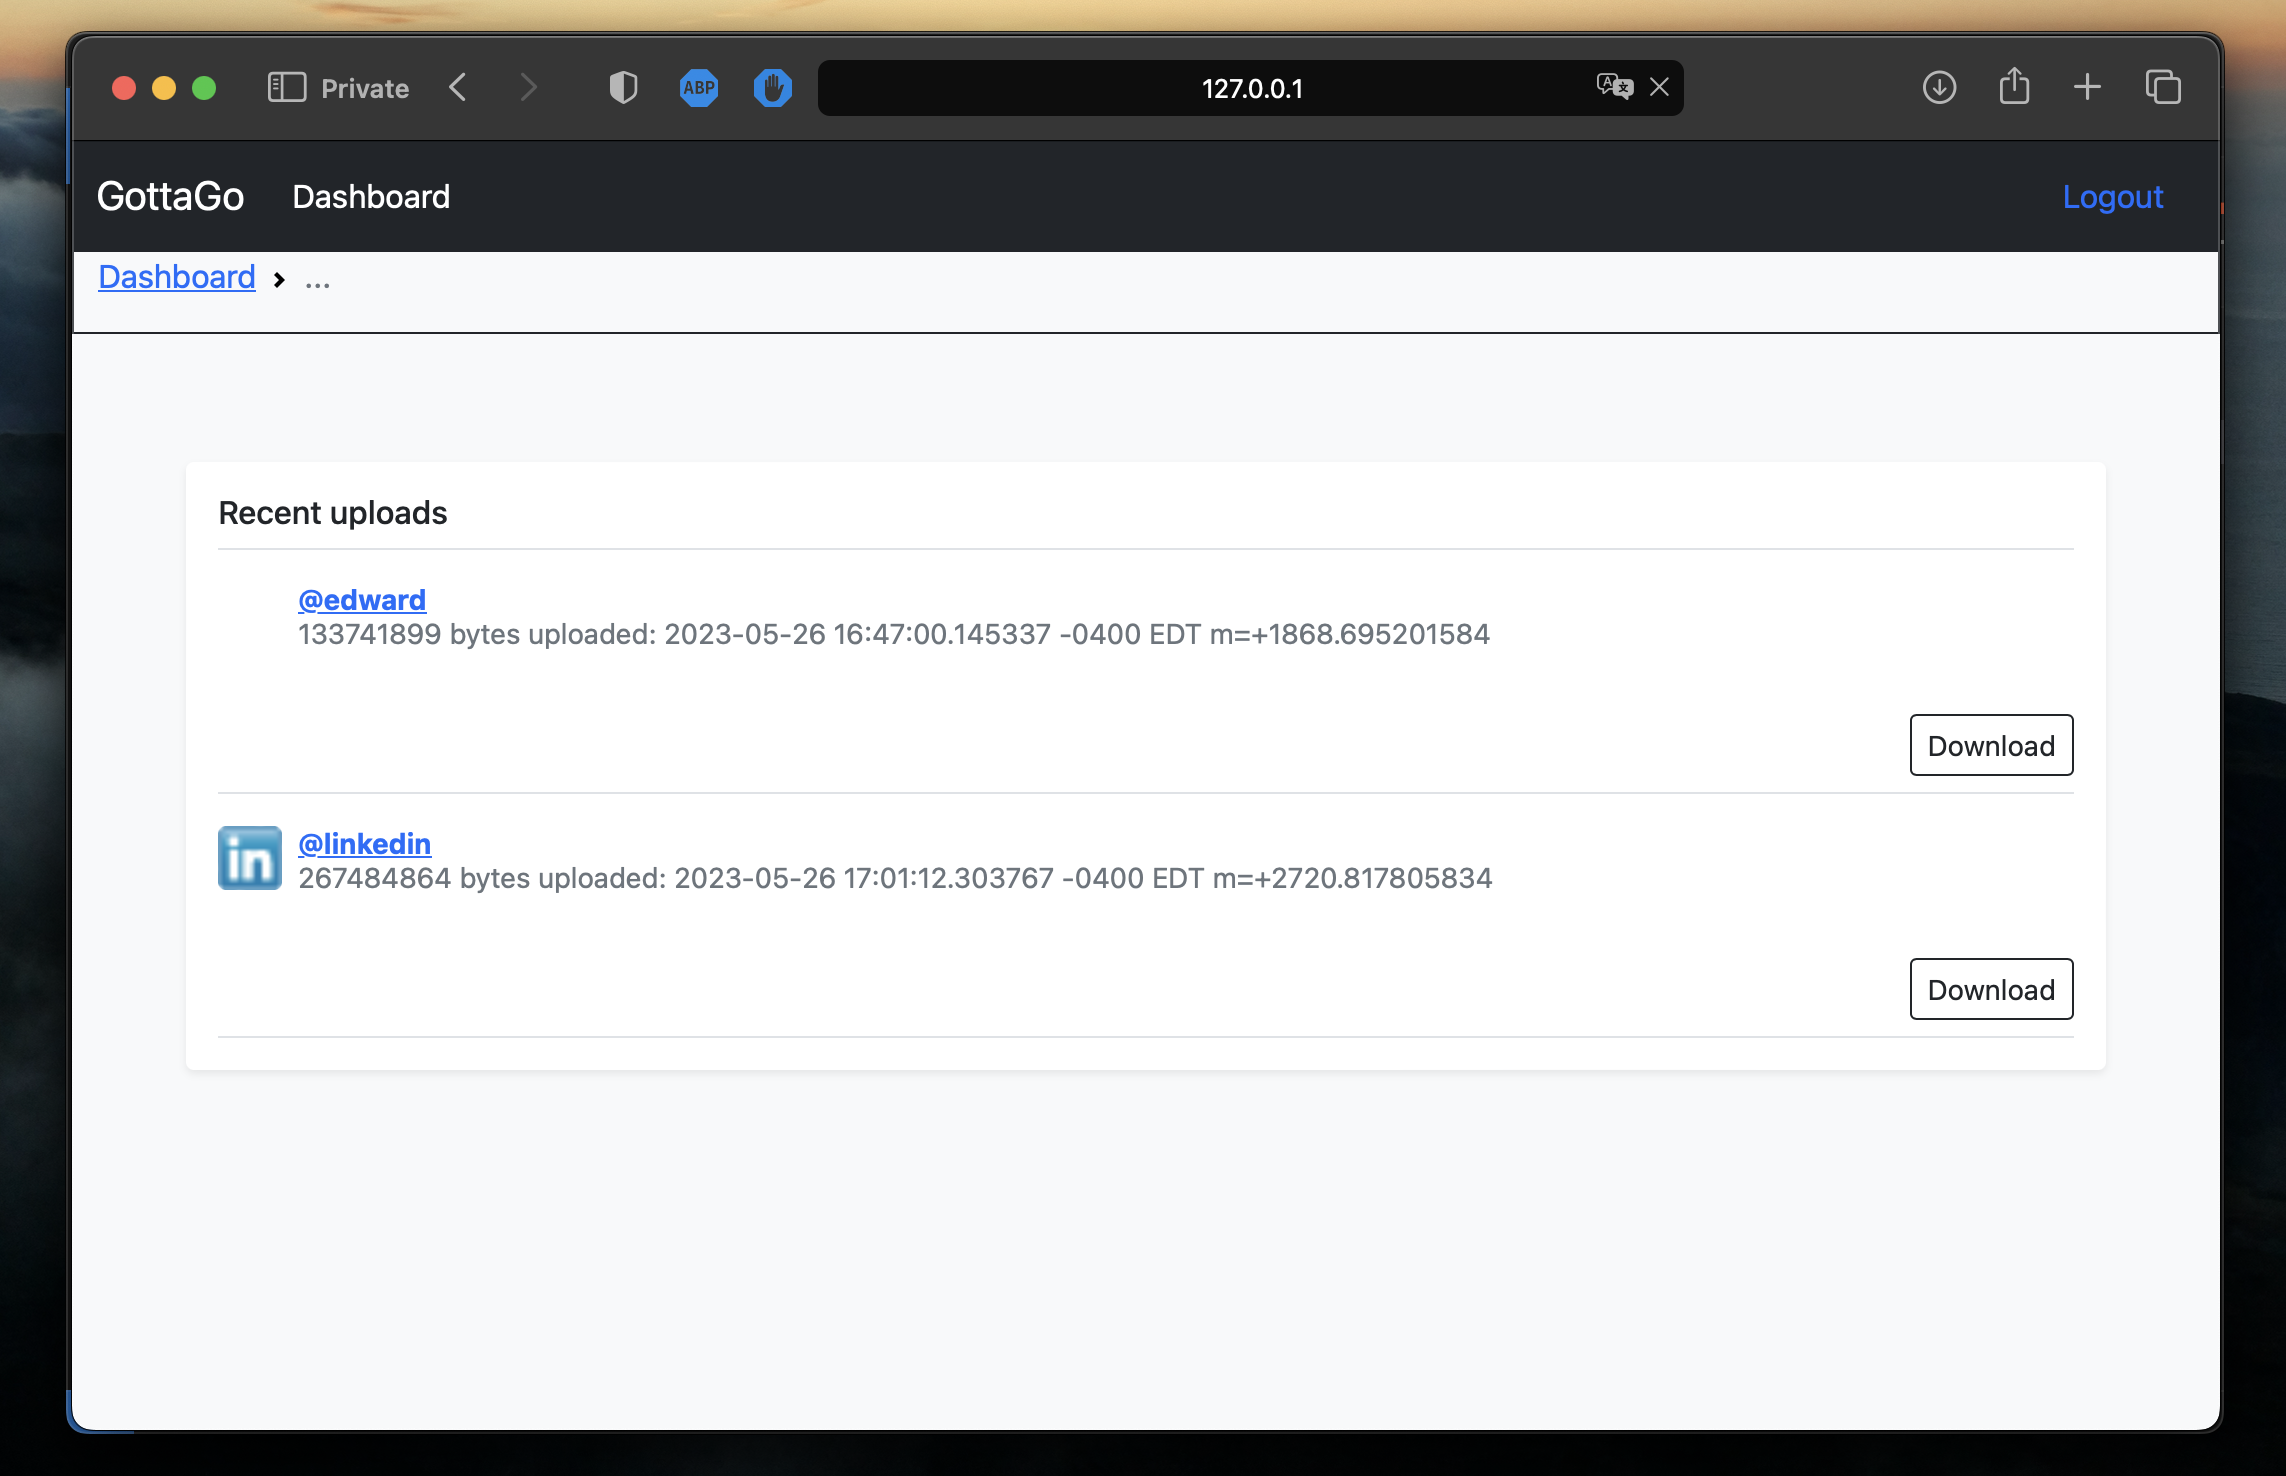 Private
ABP
127.0.0.1
GottaGo Dashboard Logout
Dashboard › ...
Recent uploads
@edward
133741899 bytes uploaded: 2023-05-26 16:47:00.145337 -0400 EDT m=+1868.695201584
Download
in
@linkedin
267484864 bytes uploaded: 2023-05-26 17:01:12.303767 -0400 EDT m=+2720.817805834
Download